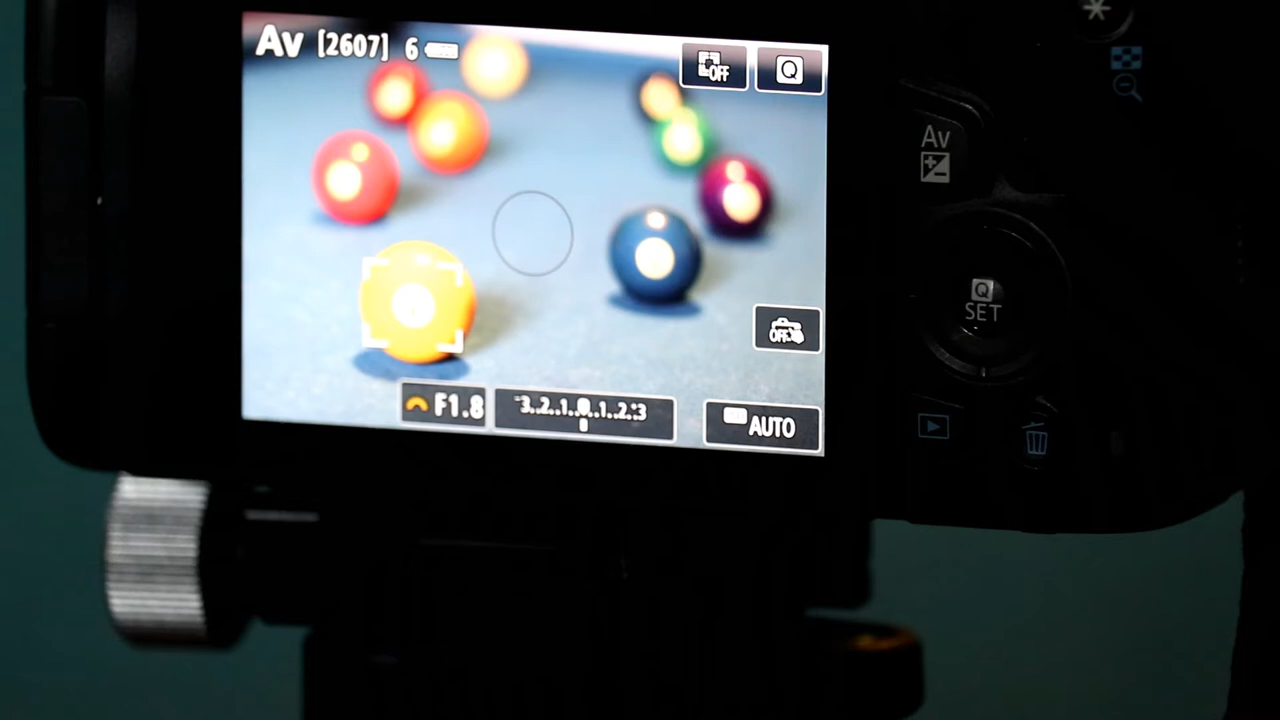 Av [2607] 6
OFF Q
OFF
F1.8 -3..2..1..0..1..2..+3 AUTO
Av
Q
SET